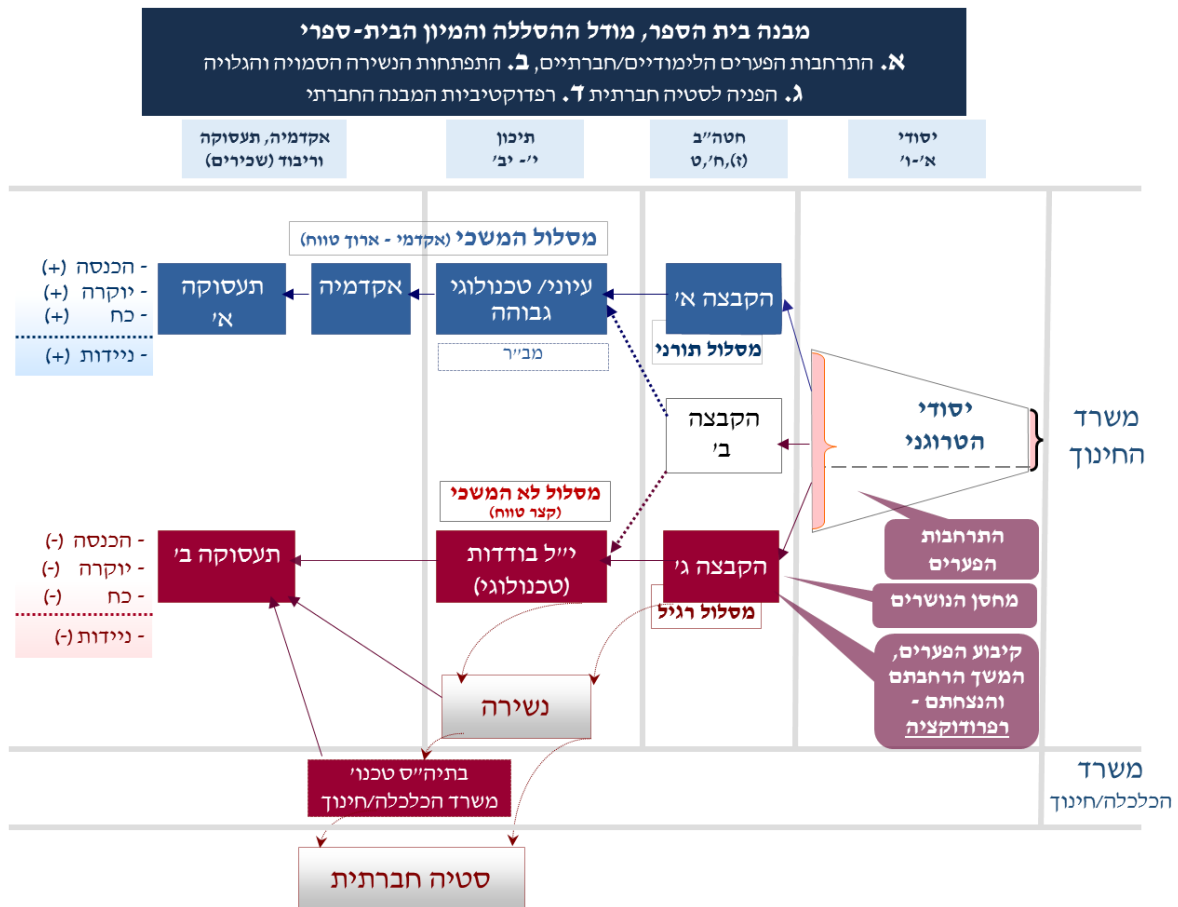 מבנה בית הספר, מודל ההסללה והמיון הבית-ספרי
א. התרחבות הפערים הלימודיים/חברתיים, ב. התפתחות הנשירה הסמויה והגלויה
ג. הפניה לסטיה חברתית ד. רפדוקטיביות המבנה החברתי
יסודי
א'-ו'
חטה"ב
(ז),ח',ט
תיכון
י'- יב'
אקדמיה, תעסוקה
וריבוד (שכירים)
משרד
החינוך
יסודי
הטרוגני
התרחבות
הפערים
מחסן הנושרים
קיבוע הפערים,
המשך הרחבתם
והנצחתם -
רפרודוקציה
הקבצה א'
מסלול תורני
הקבצה
ב'
הקבצה ג'
מסלול רגיל
מסלול המשכי (אקדמי - ארוך טווח)
עיוני/ טכנולוגי
גבוהה
מב"ר
אקדמיה
תעסוקה
א'
- הכנסה (+)
- יוקרה (+)
- כח (+)
- ניידות (+)
מסלול לא המשכי
(קצר טווח)
י"ל בודדות
(טכנולוגי)
תעסוקה ב'
- הכנסה (-)
- יוקרה (-)
- כח (-)
- ניידות (-)
נשירה
משרד
הכלכלה/חינוך
בתיה"ס טכנו'
משרד הכלכלה/חינוך
סטיה חברתית